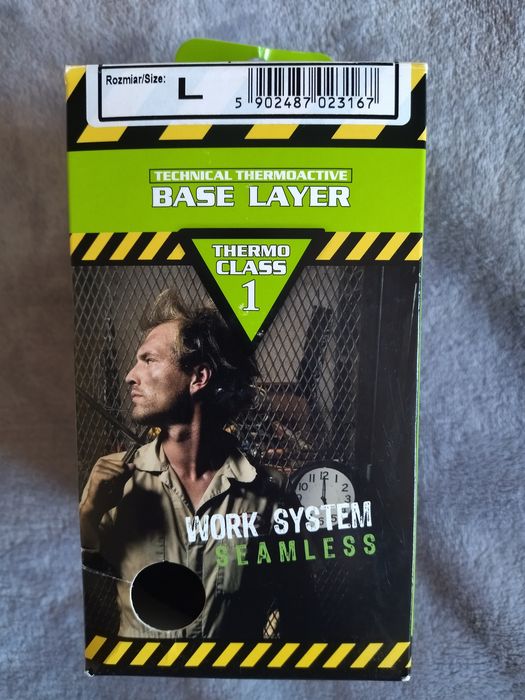 Rozmiar/Size: L
5 902487 023167
TECHNICAL THERMOACTIVE
BASE LAYER
THERMO
CLASS
1
WORK SYSTEM
SEAMLESS